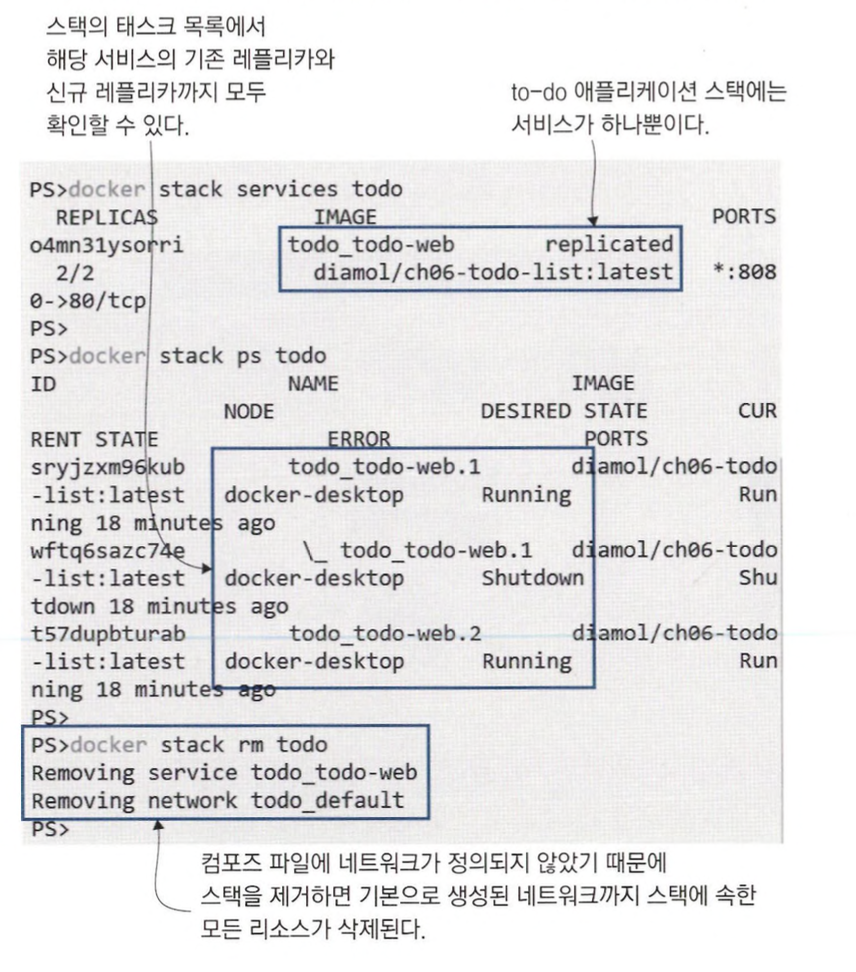 스택의 태스크 목록에서
해당 서비스의 기존 레플리카와
신규 레플리카까지 모두
확인할 수 있다.
to-do 애플리케이션 스택에는
서비스가 하나뿐이다.
PS>docker stack services todo
REPLICAS IMAGE PORTS
o4mn31ysorri todo_todo-web replicated
2/2 diamol/ch06-todo-list:latest *:808
0->80/tcp
PS>
PS>docker stack ps todo
ID NAME IMAGE
NODE DESIRED STATE CUR
RENT STATE ERROR PORTS
sryjzxm96kub todo_todo-web.1 diamol/ch06-todo
-list:latest docker-desktop Running Run
ning 18 minutes ago
wftq6sazc74e \_ todo_todo-web.1 diamol/ch06-todo
-list:latest docker-desktop Shutdown Shu
tdown 18 minutes ago
t57dupbturab todo_todo-web.2 diamol/ch06-todo
-list:latest docker-desktop Running Run
ning 18 minutes ago
PS>
PS>docker stack rm todo
Removing service todo_todo-web
Removing network todo_default
PS>
컴포즈 파일에 네트워크가 정의되지 않았기 때문에
스택을 제거하면 기본으로 생성된 네트워크까지 스택에 속한
모든 리소스가 삭제된다.